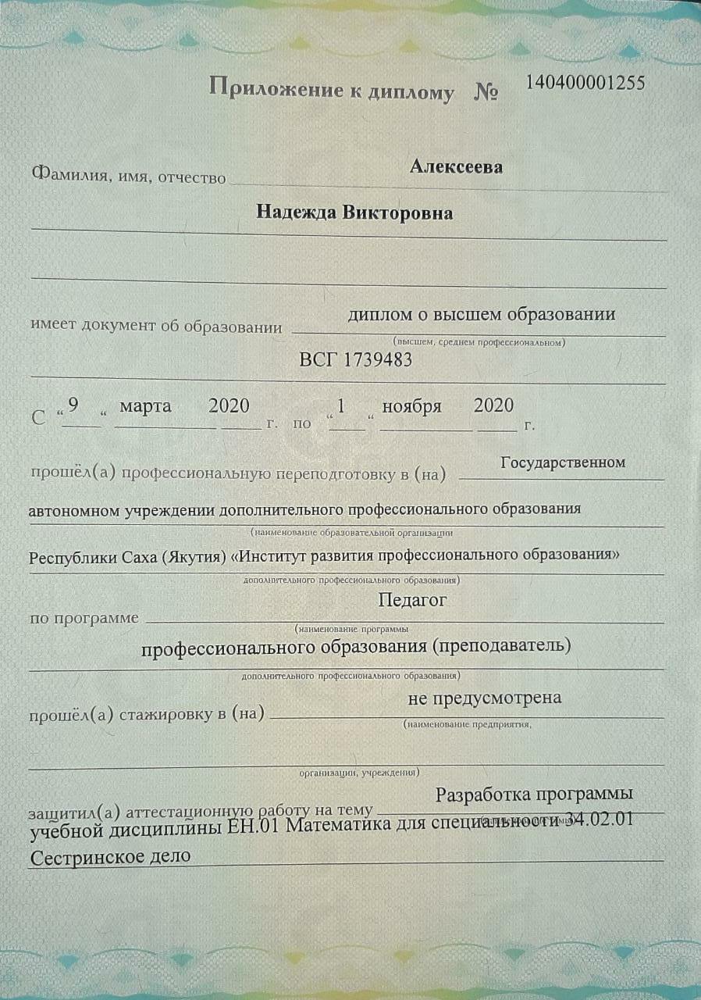 Приложение к диплому № 140400001255
Фамилия, имя, отчество Алексеева
Надежда Викторовна
имеет документ об образовании диплом о высшем образовании
(высшем, среднем профессиональном)
ВСГ 1739483
С “ 9 “ марта 2020 г. по “ 1 “ ноября 2020 г.
прошёл(а) профессиональную переподготовку в (на) Государственном
автономном учреждении дополнительного профессионального образования
(наименование образовательной организации
Республики Саха (Якутия) «Институт развития профессионального образования»
дополнительного профессионального образования)
по программе Педагог
(наименование программы
профессионального образования (преподаватель)
дополнительного профессионального образования)
прошёл(а) стажировку в (на) не предусмотрена
(наименование предприятия,
организации, учреждения)
защитил(а) аттестационную работу на тему Разработка программы
учебной дисциплины ЕН.01 Математика для специальности 34.02.01
Сестринское дело